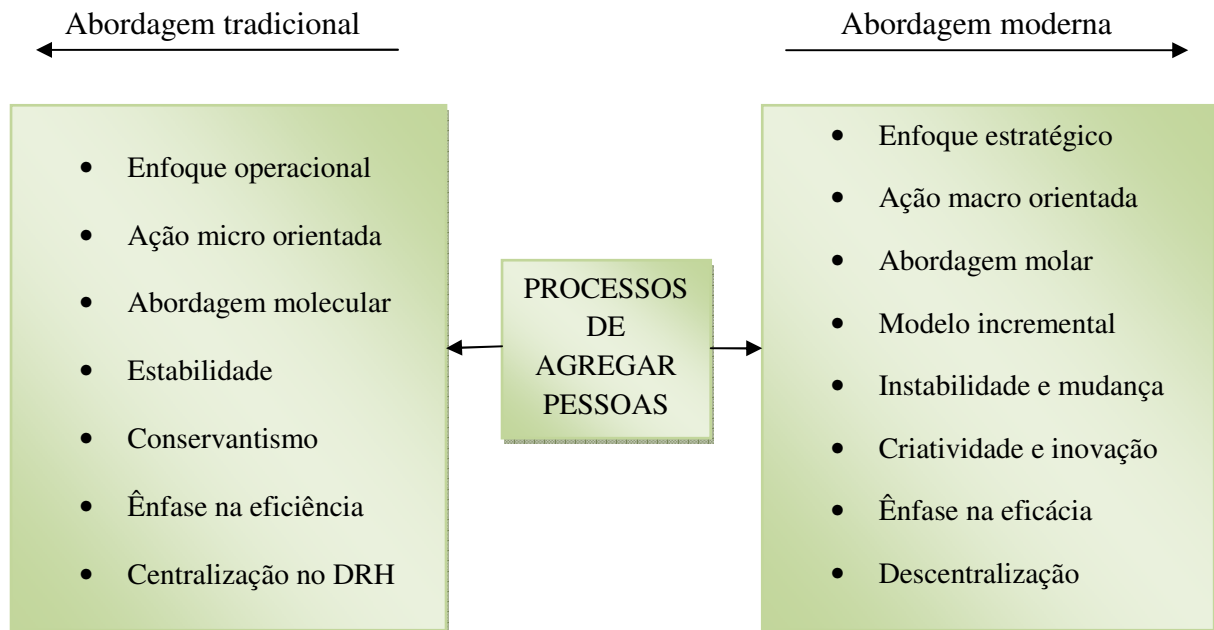 Abordagem tradicional
Abordagem moderna
• Enfoque operacional
• Ação micro orientada
• Abordagem molecular
• Estabilidade
• Conservantismo
• Ênfase na eficiência
• Centralização no DRH
PROCESSOS
DE
AGREGAR
PESSOAS
• Enfoque estratégico
• Ação macro orientada
• Abordagem molar
• Modelo incremental
• Instabilidade e mudança
• Criatividade e inovação
• Ênfase na eficácia
• Descentralização